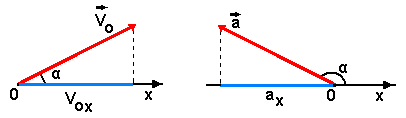 V⃗o
α
0
Vox
x
a⃗
α
ax
0
x